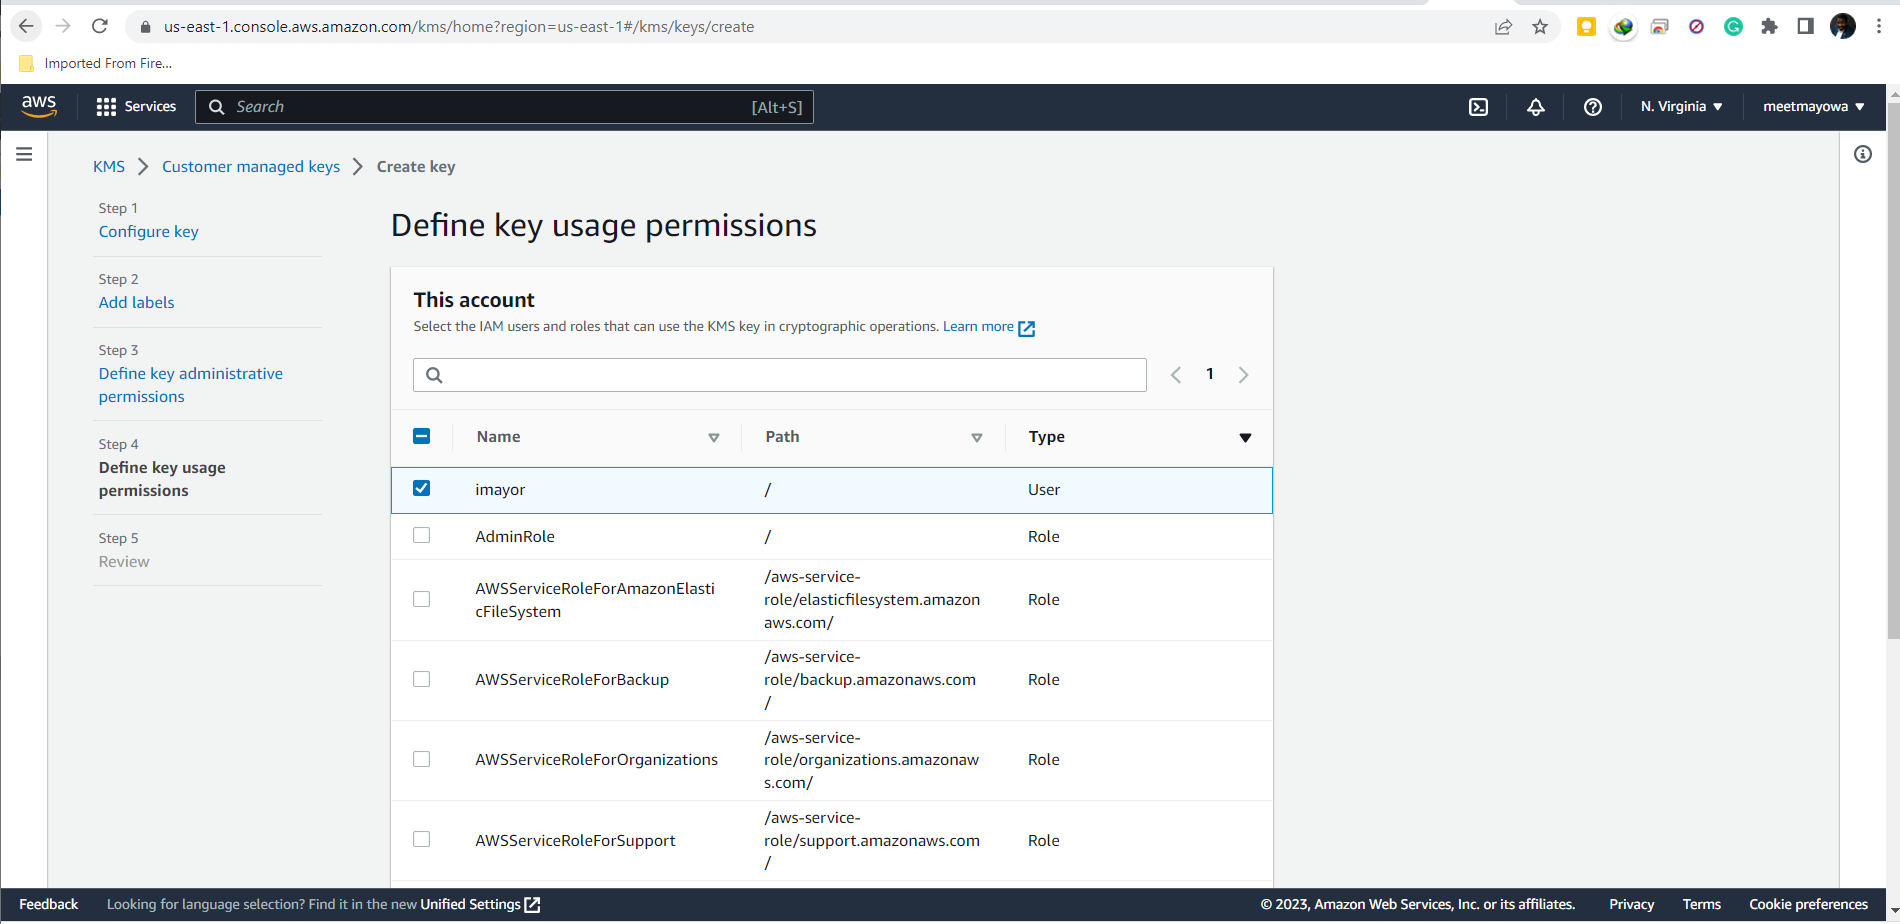 us-east-1.console.aws.amazon.com/kms/home?region=us-east-1#/kms/keys/create
Imported From Fire...
aws
Services
Search
[Alt+S]
N. Virginia
meetmayowa
KMS
Customer managed keys
Create key
Step 1
Configure key
Step 2
Add labels
Step 3
Define key administrative
permissions
Step 4
Define key usage
permissions
Step 5
Review
Define key usage permissions
This account
Select the IAM users and roles that can use the KMS key in cryptographic operations. Learn more
1
Name
Path
Type
imayor
/
User
AdminRole
/
Role
AWSServiceRoleForAmazonElasti
cFileSystem
/aws-service-
role/elasticfilesystem.amazon
aws.com/
Role
AWSServiceRoleForBackup
/aws-service-
role/backup.amazonaws.com
/
Role
AWSServiceRoleForOrganizations
/aws-service-
role/organizations.amazonaw
s.com/
Role
AWSServiceRoleForSupport
/aws-service-
role/support.amazonaws.com
/
Role
Feedback
Looking for language selection? Find it in the new Unified Settings
© 2023, Amazon Web Services, Inc. or its affiliates.
Privacy
Terms
Cookie preferences